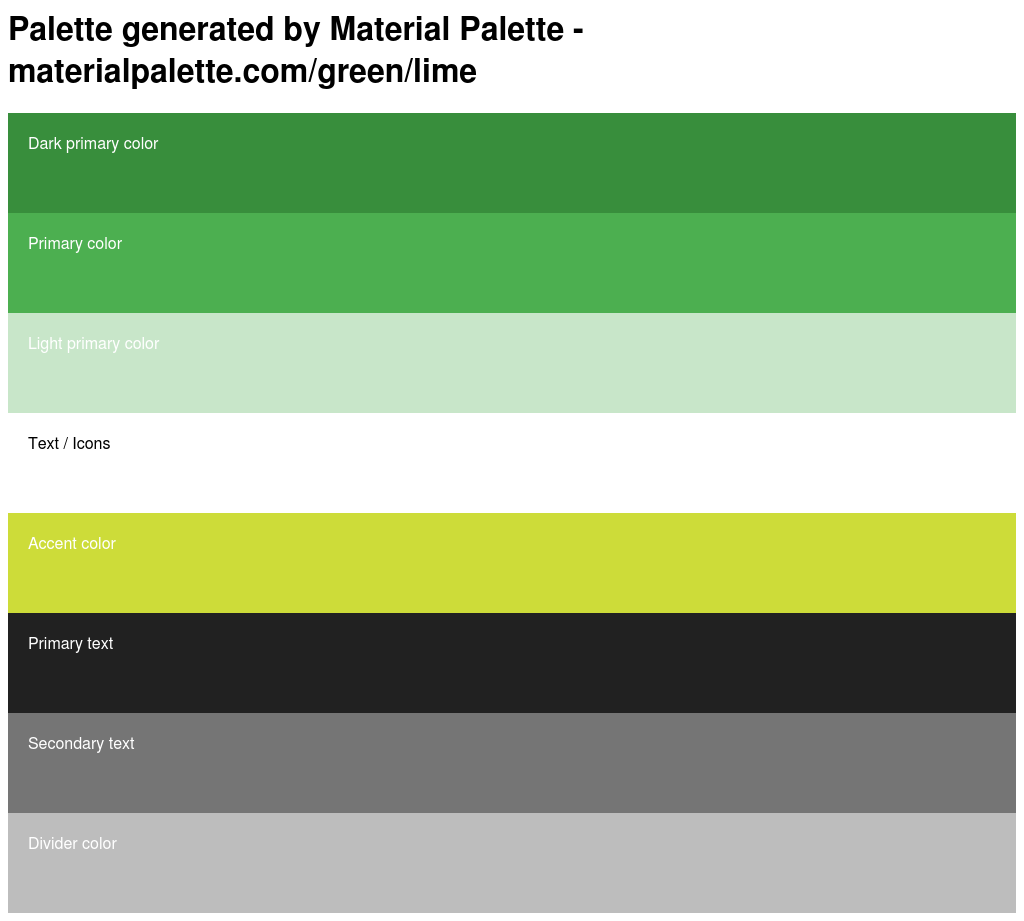 Palette generated by Material Palette -
materialpalette.com/green/lime
Dark primary color
Primary color
Light primary color
Text / Icons
Accent color
Primary text
Secondary text
Divider color